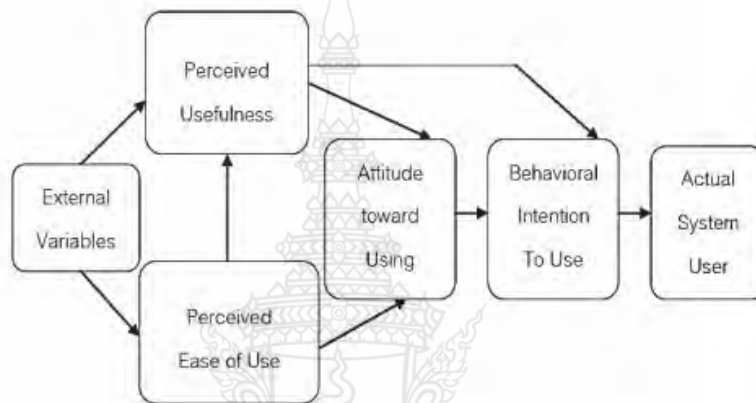 Perceived
Usefulness
External
Variables
Perceived
Ease of Use
Attitude
toward
Using
Behavioral
Intention
To Use
Actual
System
User